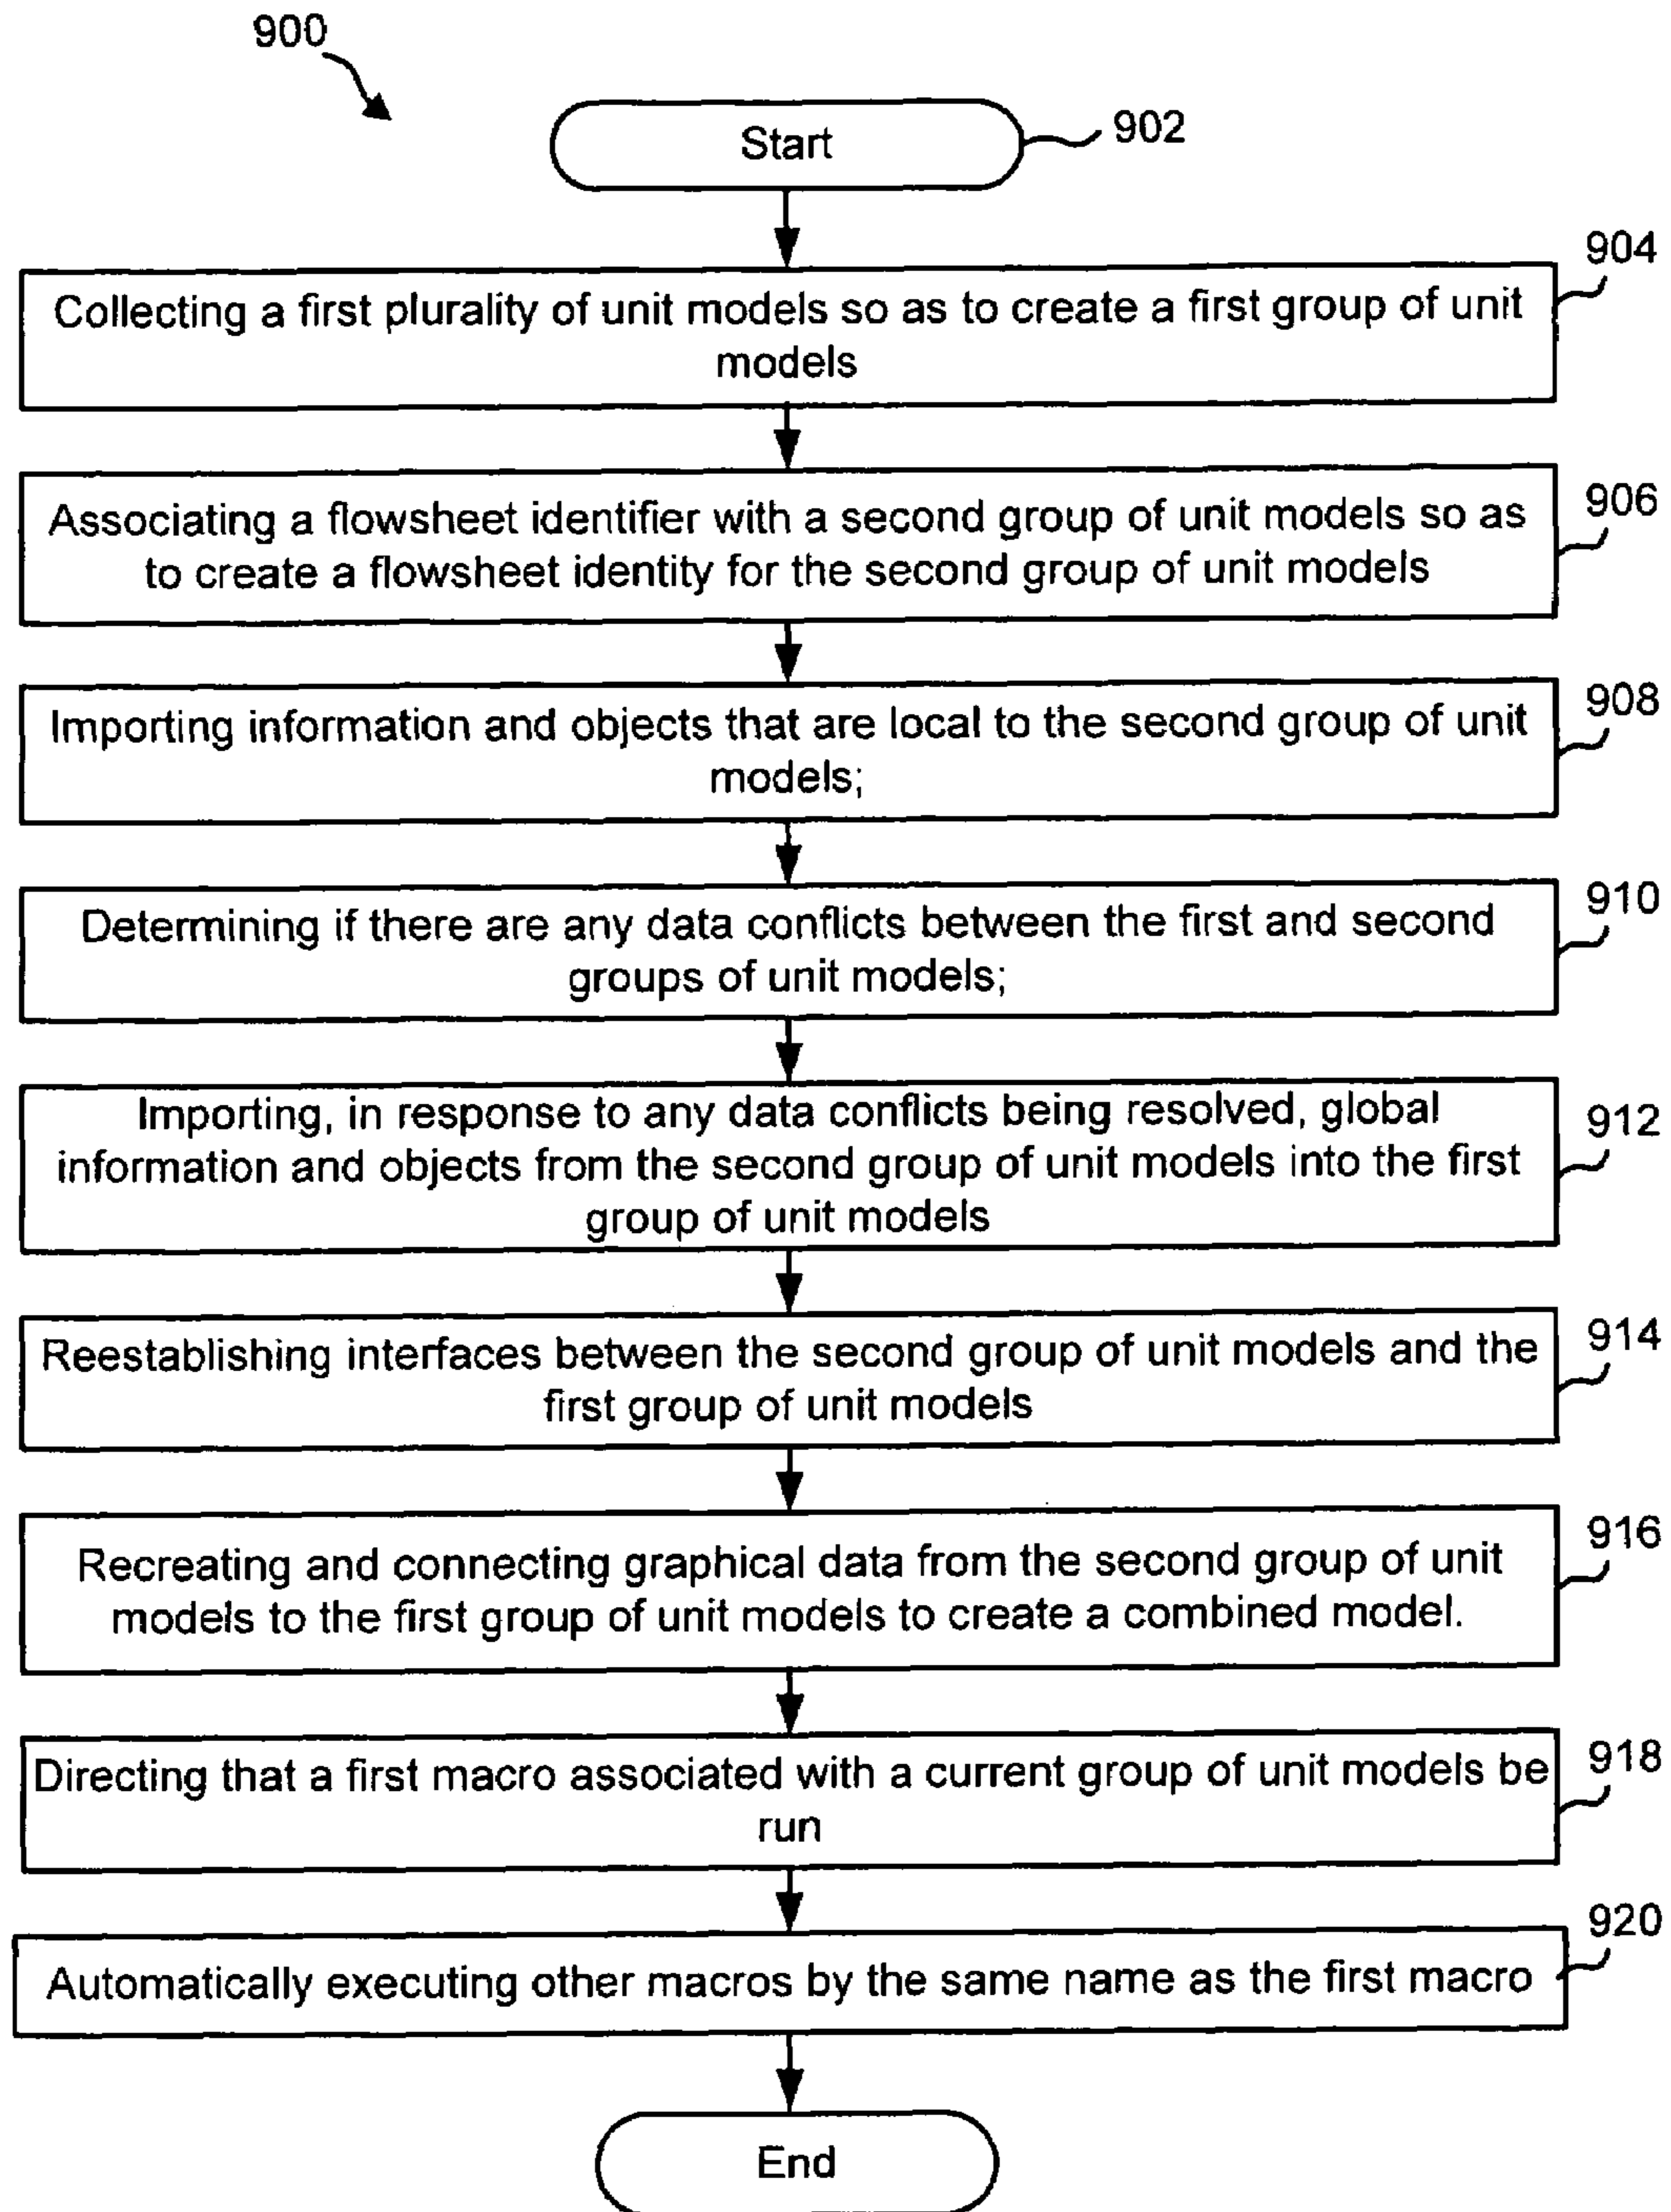 900
Start
902
904
Collecting a first plurality of unit models so as to create a first group of unit
models
906
Associating a flowsheet identifier with a second group of unit models so as
to create a flowsheet identity for the second group of unit models
908
Importing information and objects that are local to the second group of unit
models;
910
Determining if there are any data conflicts between the first and second
groups of unit models;
912
Importing, in response to any data conflicts being resolved, global
information and objects from the second group of unit models into the first
group of unit models
914
Reestablishing interfaces between the second group of unit models and the
first group of unit models
916
Recreating and connecting graphical data from the second group of unit
models to the first group of unit models to create a combined model.
918
Directing that a first macro associated with a current group of unit models be
run
920
Automatically executing other macros by the same name as the first macro
End